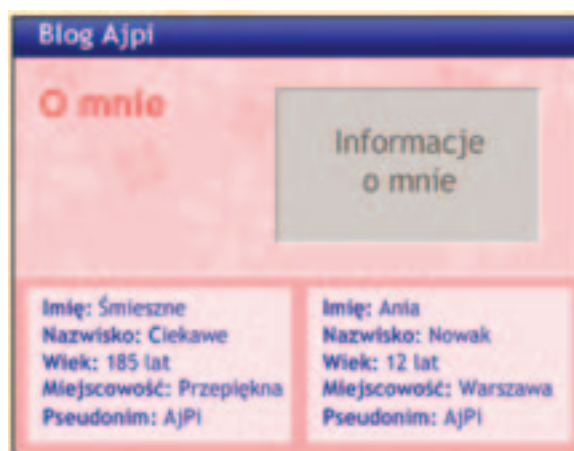 Blog Ajpi
O mnie
Informacje
o mnie
Imię: Śmieszne
Nazwisko: Ciekawe
Wiek: 185 lat
Miejscowość: Przepiękna
Pseudonim: AjPi
Imię: Ania
Nazwisko: Nowak
Wiek: 12 lat
Miejscowość: Warszawa
Pseudonim: AjPi